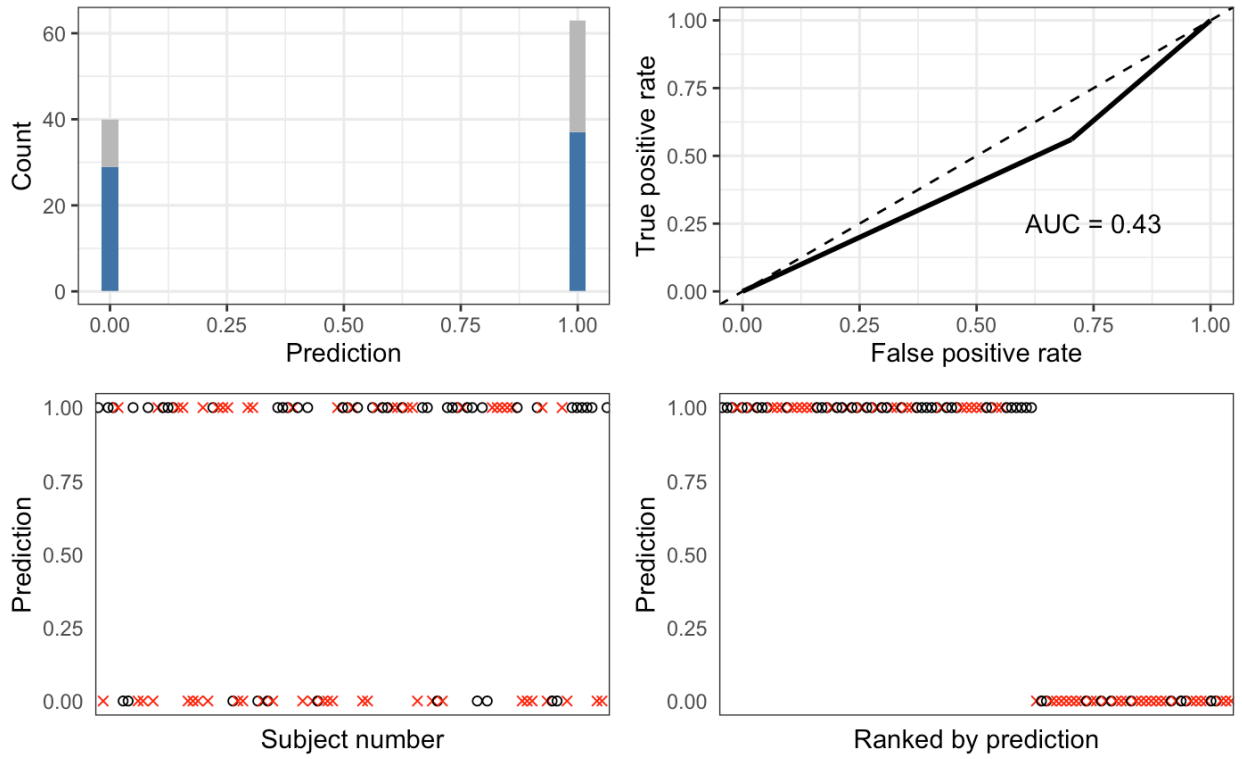 60
40
20
0
Count
0.00 0.25 0.50 0.75 1.00
Prediction
1.00
0.75
0.50
0.25
0.00
True positive rate
AUC = 0.43
0.00 0.25 0.50 0.75 1.00
False positive rate
1.00
0.75
0.50
0.25
0.00
Prediction
Subject number
1.00
0.75
0.50
0.25
0.00
Prediction
Ranked by prediction